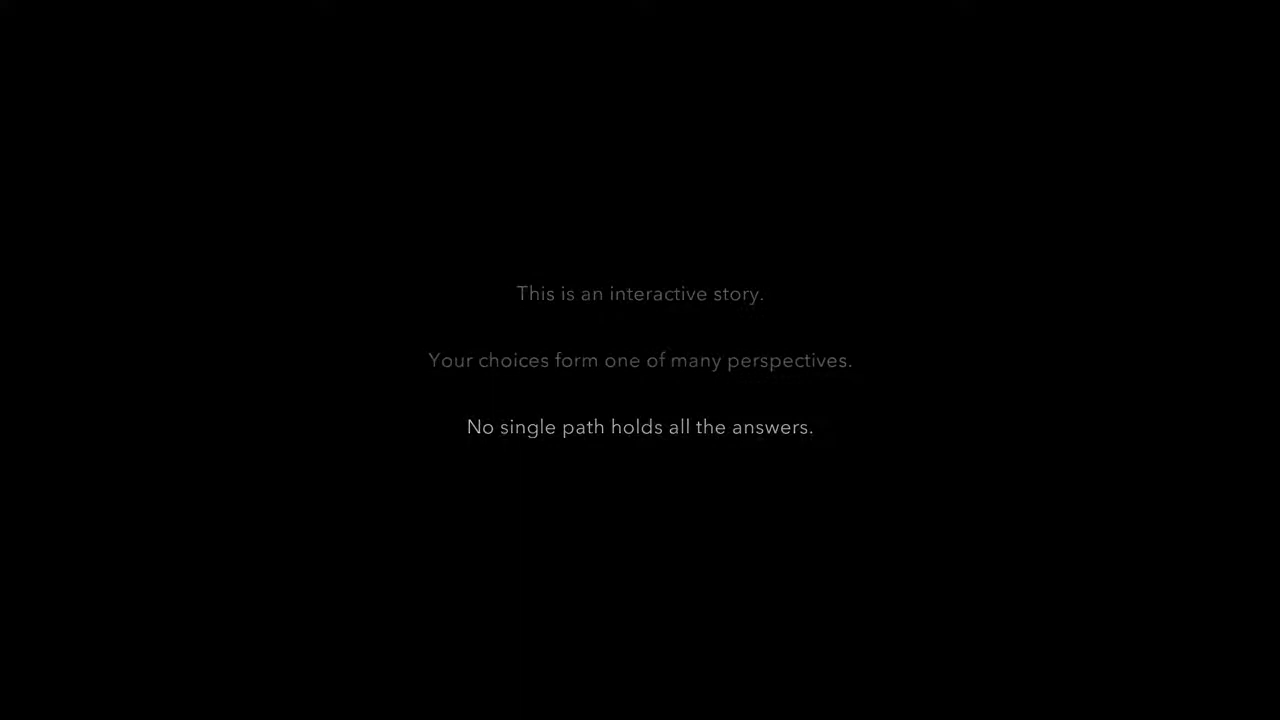 This is an interactive story.
Your choices form one of many perspectives.
No single path holds all the answers.